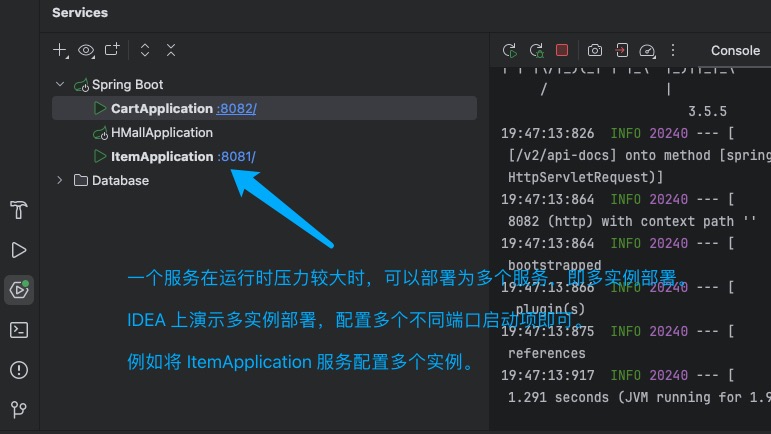 Services
Console
Spring Boot
CartApplication :8082/
HMallApplication
ItemApplication :8081/
Database
3.5.5
19:47:13:826 INFO 20240 --- [
[/v2/api-docs] onto method [spring
HttpServletRequest)]
19:47:13:864 INFO 20240 --- [
8082 (http) with context path ''
19:47:13:864 INFO 20240 --- [
bootstrapped
19:47:13:866 INFO 20240 --- [
plugin(s)
19:47:13:875 INFO 20240 --- [
references
19:47:13:917 INFO 20240 --- [
1.291 seconds (JVM running for 1.9
一个服务在运行时压力较大时，可以部署为多个服务，即多实例部署。
IDEA 上演示多实例部署，配置多个不同端口启动项即可。
例如将 ItemApplication 服务配置多个实例。